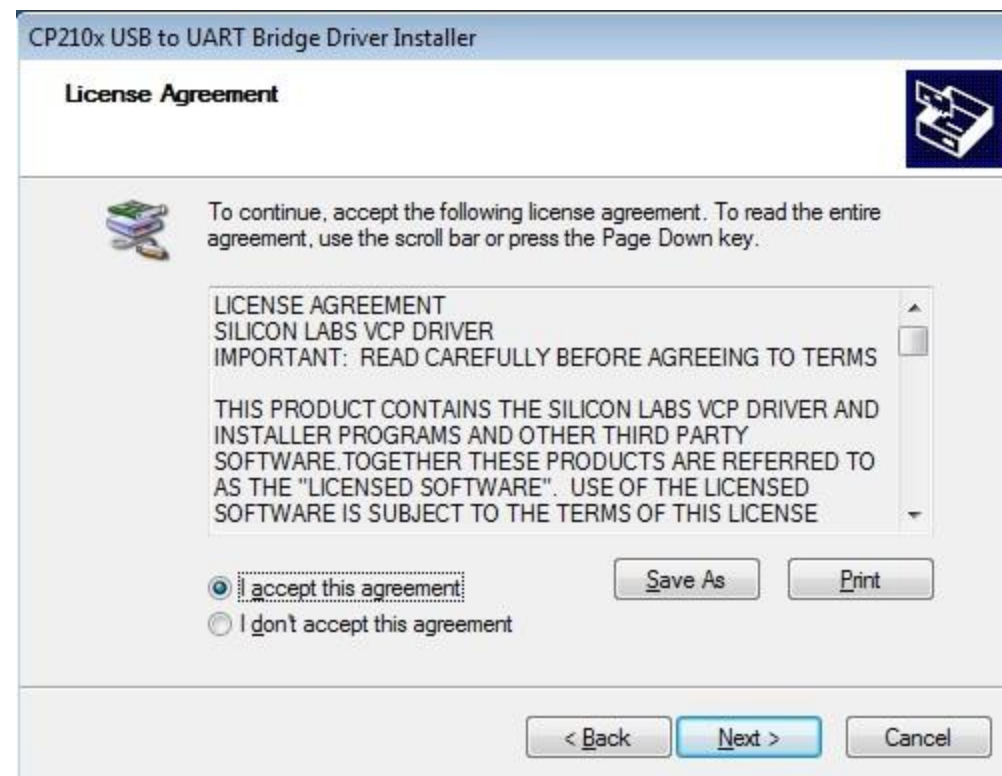 CP210x USB to UART Bridge Driver Installer
License Agreement
To continue, accept the following license agreement. To read the entire
agreement, use the scroll bar or press the Page Down key.
LICENSE AGREEMENT
SILICON LABS VCP DRIVER
IMPORTANT:  READ CAREFULLY BEFORE AGREEING TO TERMS
THIS PRODUCT CONTAINS THE SILICON LABS VCP DRIVER AND
INSTALLER PROGRAMS AND OTHER THIRD PARTY
SOFTWARE.TOGETHER THESE PRODUCTS ARE REFERRED TO
AS THE "LICENSED SOFTWARE".  USE OF THE LICENSED
SOFTWARE IS SUBJECT TO THE TERMS OF THIS LICENSE
I accept this agreement
Save As
Print
I don't accept this agreement
< Back
Next >
Cancel